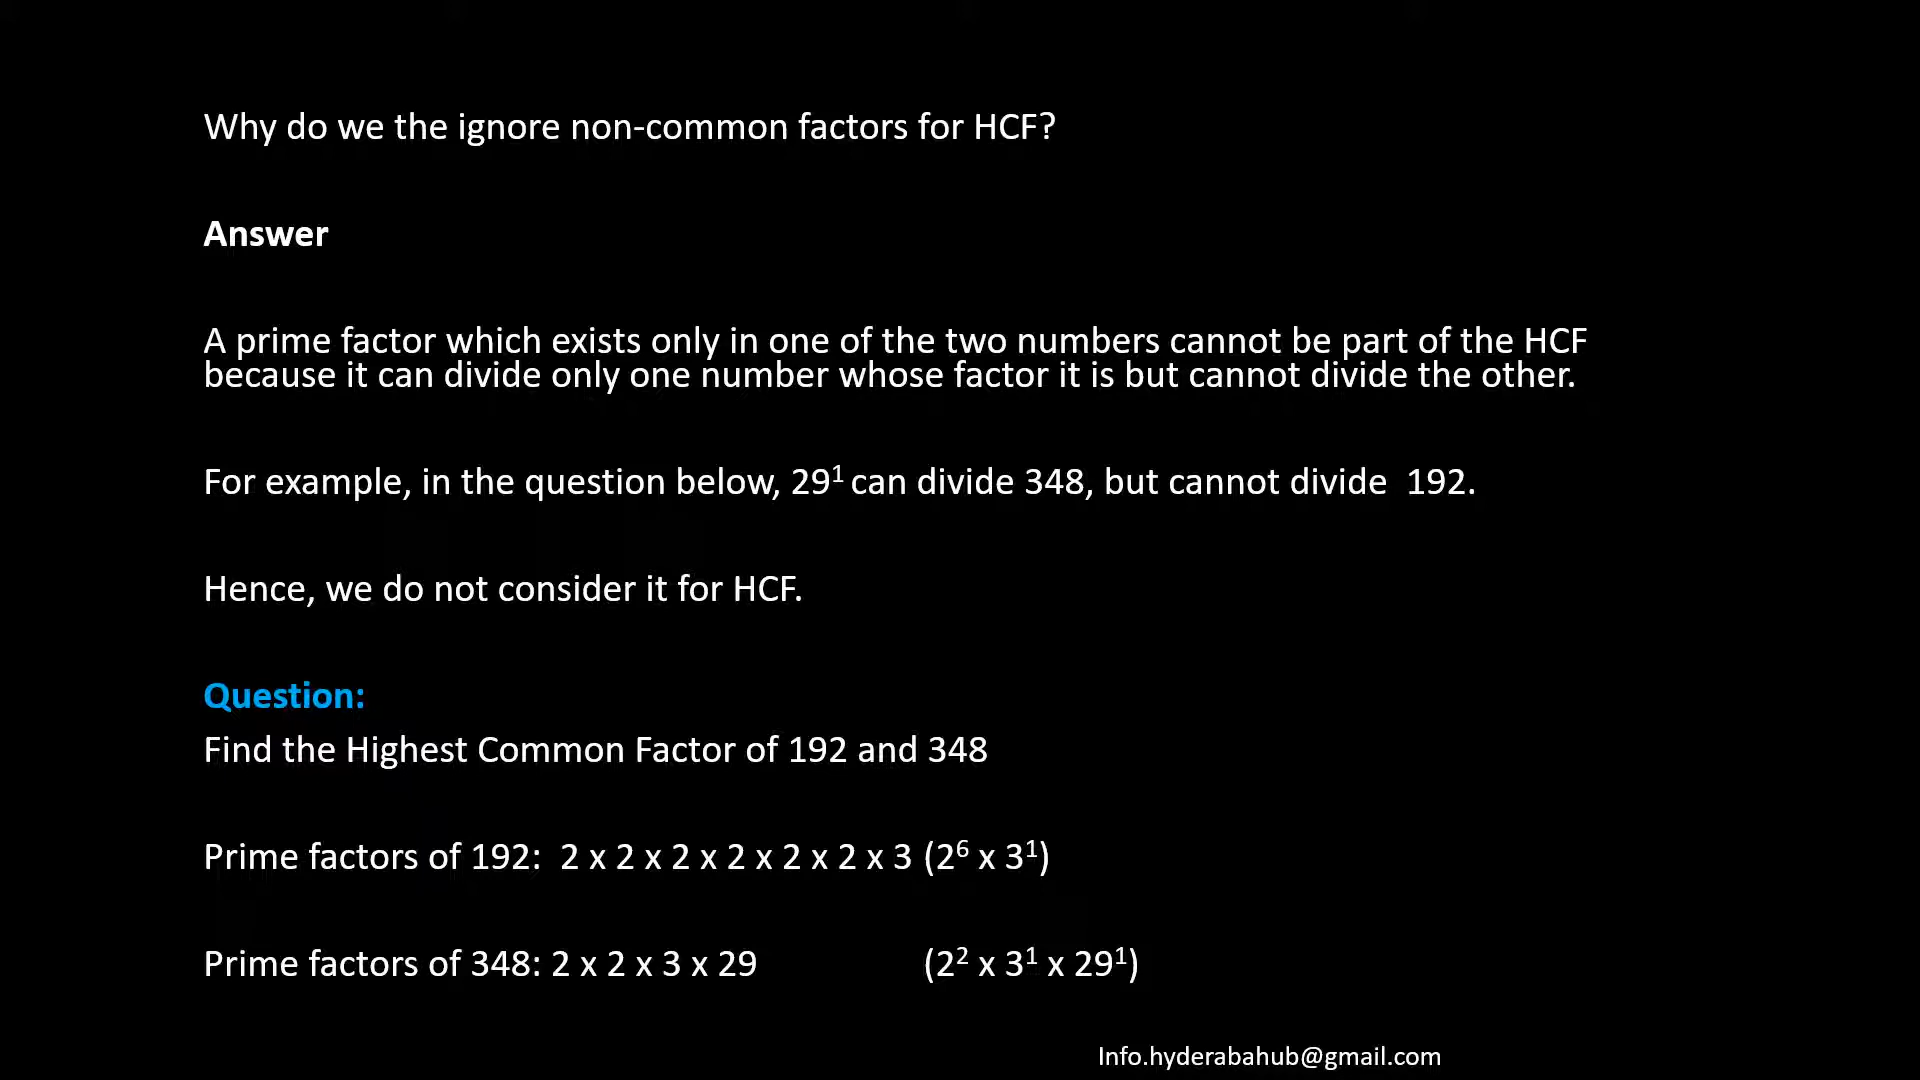 Why do we the ignore non-common factors for HCF?
Answer
A prime factor which exists only in one of the two numbers cannot be part of the HCF
because it can divide only one number whose factor it is but cannot divide the other.
For example, in the question below, 29¹ can divide 348, but cannot divide  192.
Hence, we do not consider it for HCF.
Question:
Find the Highest Common Factor of 192 and 348
Prime factors of 192:  2 x 2 x 2 x 2 x 2 x 2 x 3 (2⁶ x 3¹)
Prime factors of 348: 2 x 2 x 3 x 29 (2² x 3¹ x 29¹)
Info.hyderabahub@gmail.com